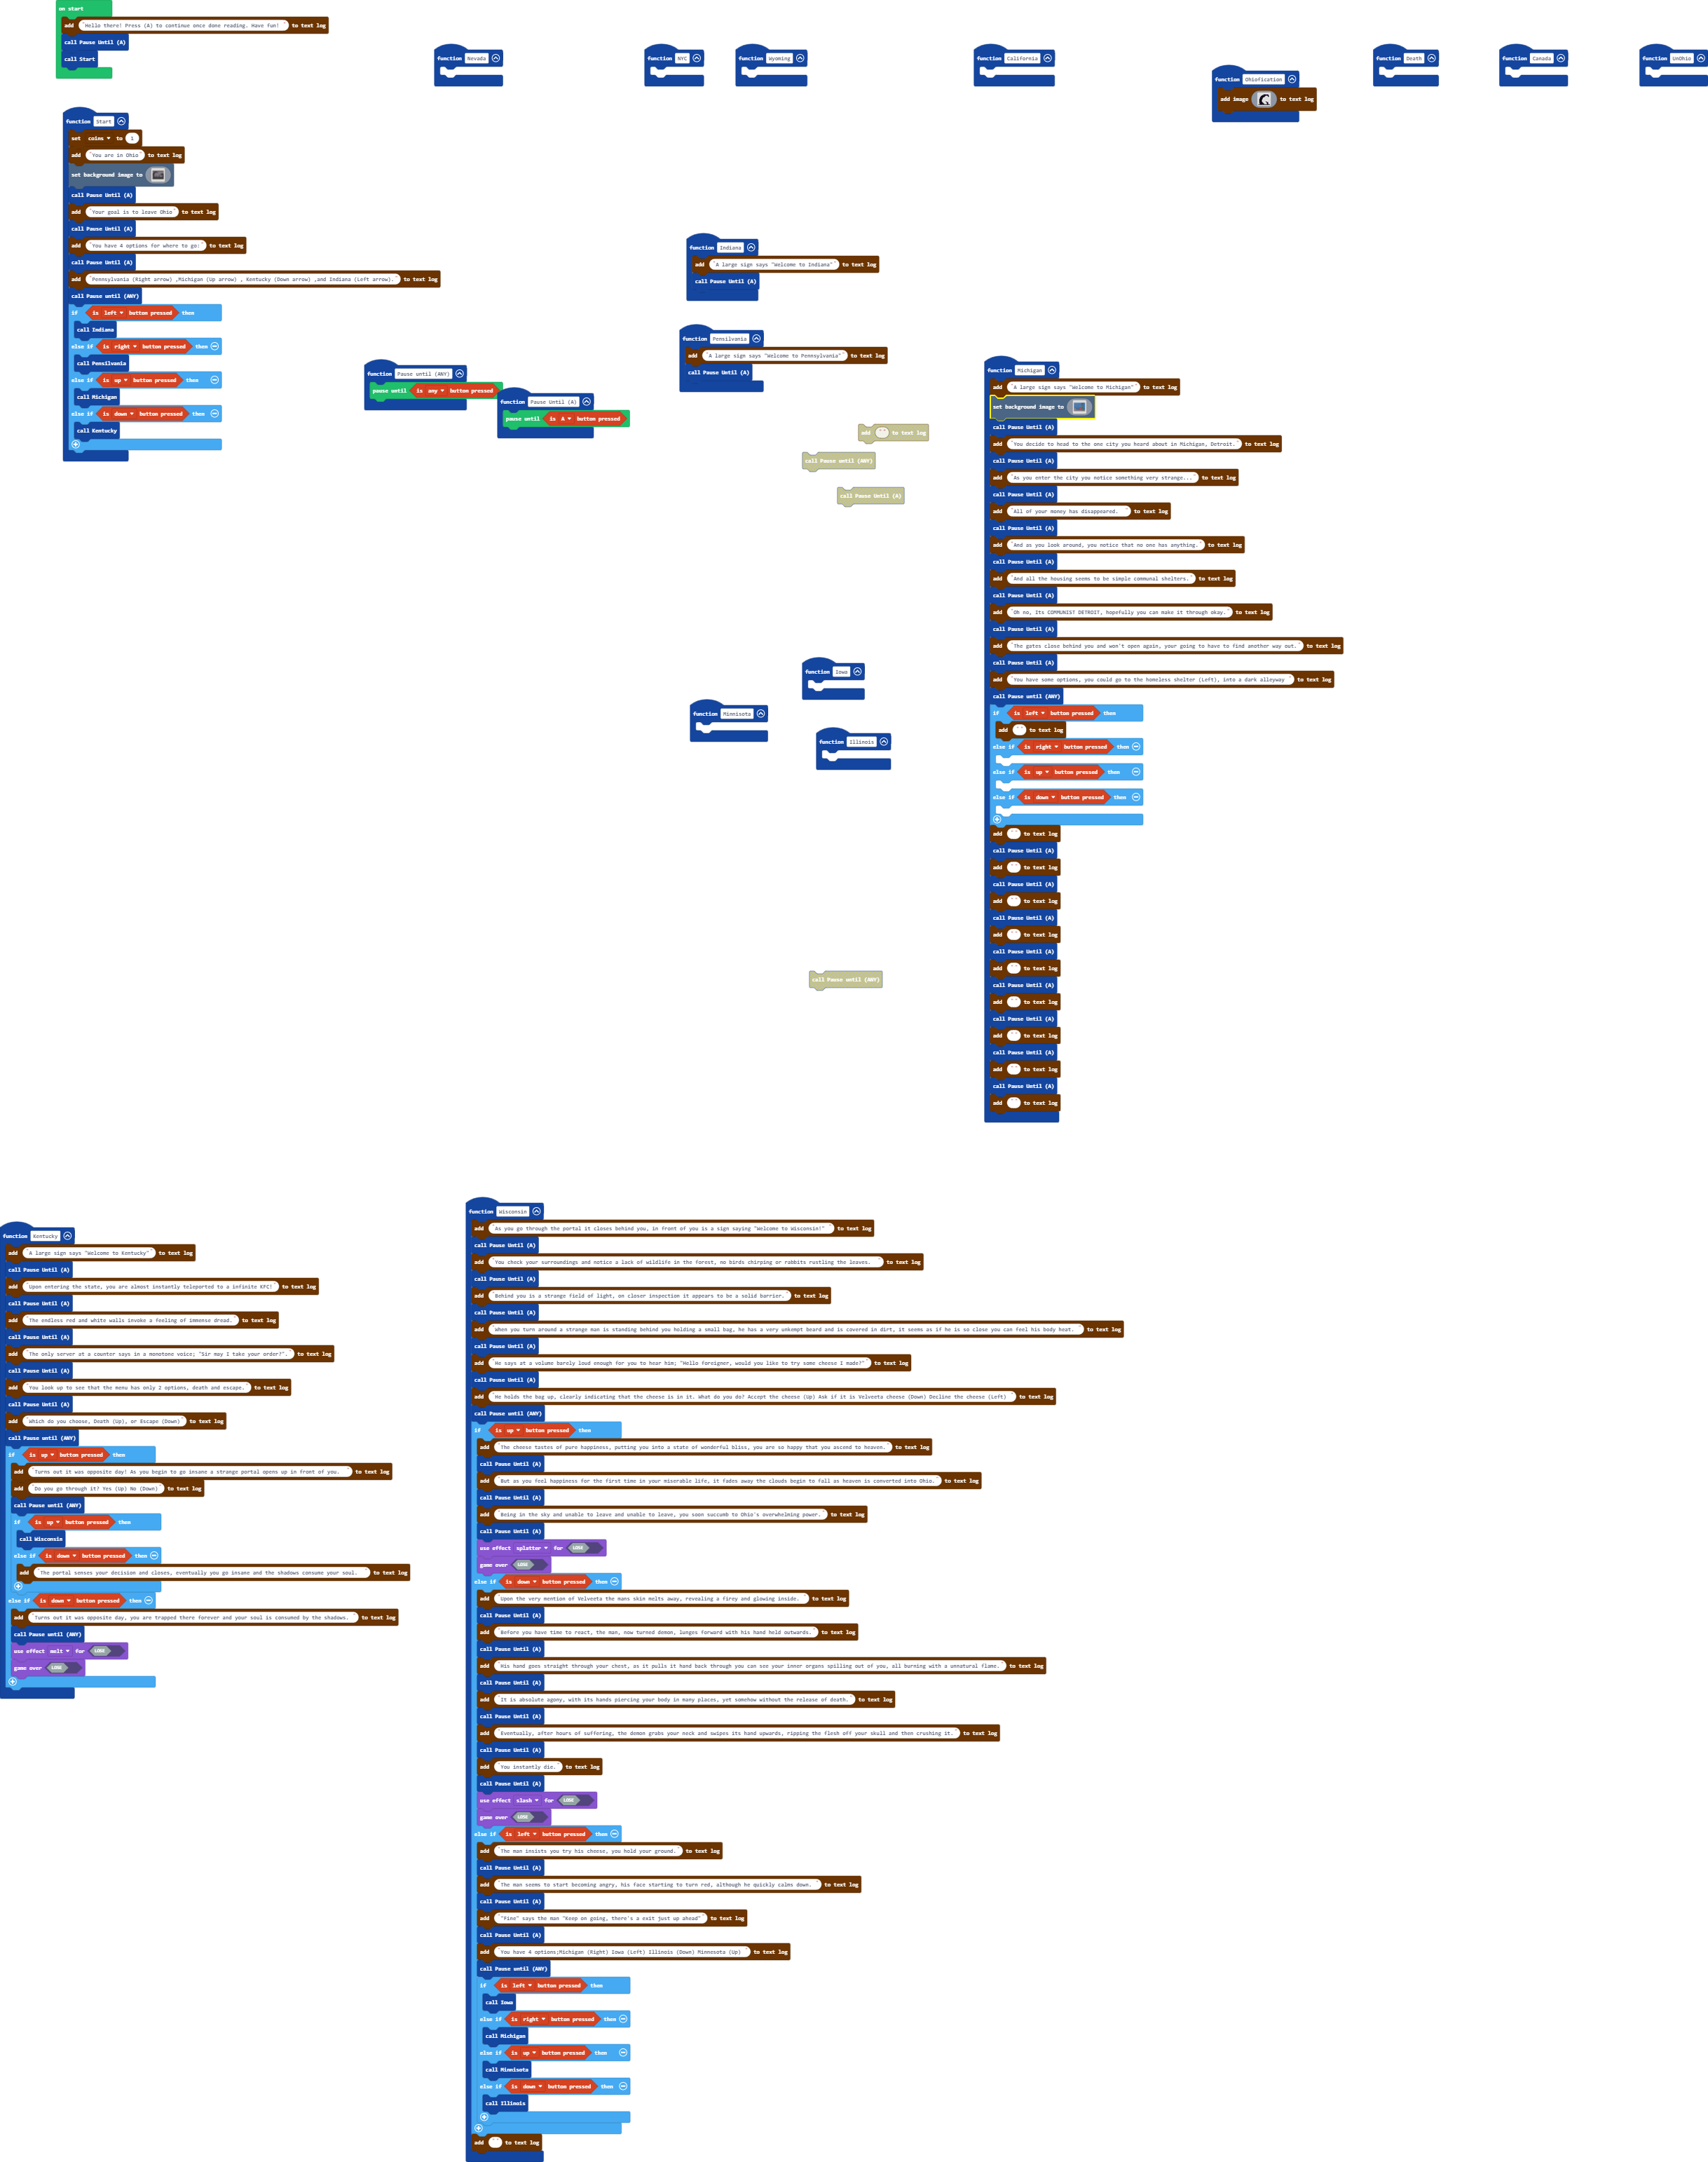 on start
add "Hello there! Press (A) to continue once done reading. Have fun! " to text log
call Pause Until (A)
call Start
function Nevada
function NYC
function Wyoming
function California
function Ohiofication
add image to text log
function Death
function Canada
function UnOhio
function Start
set coins to 1
add "You are in Ohio" to text log
set background image to
call Pause Until (A)
add "Your goal is to leave Ohio" to text log
call Pause Until (A)
add "You have 4 options for where to go:" to text log
call Pause Until (A)
add "Pennsylvania (Right arrow) ,Michigan (Up arrow) , Kentucky (Down arrow) ,and Indiana (Left arrow)." to text log
call Pause until (ANY)
if is left button pressed then
call Indiana
else if is right button pressed then
call Pensilvania
else if is up button pressed then
call Michigan
else if is down button pressed then
call Kentucky
function Pause until (ANY)
pause until is any button pressed
function Pause Until (A)
pause until is A button pressed
function Indiana
add "A large sign says "Welcome to Indiana"" to text log
call Pause Until (A)
function Pensilvania
add "A large sign says "Welcome to Pennsylvania"" to text log
call Pause Until (A)
add " " to text log
call Pause until (ANY)
call Pause Until (A)
function Iowa
function Minnisota
function Illinois
call Pause until (ANY)
function Michigan
add "A large sign says "Welcome to Michigan"" to text log
set background image to
call Pause Until (A)
add "You decide to head to the one city you heard about in Michigan, Detroit." to text log
call Pause Until (A)
add "As you enter the city you notice something very strange... " to text log
call Pause Until (A)
add "All of your money has disappeared. " to text log
call Pause Until (A)
add "And as you look around, you notice that no one has anything." to text log
call Pause Until (A)
add "And all the housing seems to be simple communal shelters." to text log
call Pause Until (A)
add "Oh no, Its COMMUNIST DETROIT, hopefully you can make it through okay." to text log
call Pause Until (A)
add "The gates close behind you and won't open again, your going to have to find another way out." to text log
call Pause Until (A)
add "You have some options, you could go to the homeless shelter (Left), into a dark alleyway " to text log
call Pause until (ANY)
if is left button pressed then
add " " to text log
else if is right button pressed then
else if is up button pressed then
else if is down button pressed then
add " " to text log
call Pause Until (A)
add " " to text log
call Pause Until (A)
add " " to text log
call Pause Until (A)
add " " to text log
call Pause Until (A)
add " " to text log
call Pause Until (A)
add " " to text log
call Pause Until (A)
add " " to text log
call Pause Until (A)
add " " to text log
call Pause Until (A)
add " " to text log
function Kentucky
add "A large sign says "Welcome to Kentucky"" to text log
call Pause Until (A)
add "Upon entering the state, you are almost instantly teleported to a infinite KFC!" to text log
call Pause Until (A)
add "The endless red and white walls invoke a feeling of immense dread." to text log
call Pause Until (A)
add "The only server at a counter says in a monotone voice; "Sir may I take your order?"." to text log
call Pause Until (A)
add "You look up to see that the menu has only 2 options, death and escape." to text log
call Pause Until (A)
add "Which do you choose, Death (Up), or Escape (Down)" to text log
call Pause until (ANY)
if is up button pressed then
add "Turns out it was opposite day! As you begin to go insane a strange portal opens up in front of you. " to text log
add "Do you go through it? Yes (Up) No (Down)" to text log
call Pause until (ANY)
if is up button pressed then
call Wisconsin
else if is down button pressed then
add "The portal senses your decision and closes, eventually you go insane and the shadows consume your soul. " to text log
else if is down button pressed then
add "Turns out it was opposite day, you are trapped there forever and your soul is consumed by the shadows. " to text log
call Pause until (ANY)
use effect melt for LOSE
game over LOSE
function Wisconsin
add "As you go through the portal it closes behind you, in front of you is a sign saying "Welcome to Wisconsin!" " to text log
call Pause Until (A)
add "You check your surroundings and notice a lack of wildlife in the forest, no birds chirping or rabbits rustling the leaves. " to text log
call Pause Until (A)
add "Behind you is a strange field of light, on closer inspection it appears to be a solid barrier." to text log
call Pause Until (A)
add "when you turn around a strange man is standing behind you holding a small bag, he has a very unkempt beard and is covered in dirt, it seems as if he is so close you can feel his body heat. " to text log
call Pause Until (A)
add "He says at a volume barely loud enough for you to hear him; "Hello foreigner, would you like to try some cheese I made?"" to text log
call Pause Until (A)
add "He holds the bag up, clearly indicating that the cheese is in it. What do you do? Accept the cheese (Up) Ask if it is Velveeta cheese (Down) Decline the cheese (Left) " to text log
call Pause until (ANY)
if is up button pressed then
add "The cheese tastes of pure happiness, putting you into a state of wonderful bliss, you are so happy that you ascend to heaven. " to text log
call Pause Until (A)
add "But as you feel happiness for the first time in your miserable life, it fades away the clouds begin to fall as heaven is converted into Ohio." to text log
call Pause Until (A)
add "Being in the sky and unable to leave and unable to leave, you soon succumb to Ohio's overwhelming power." to text log
call Pause Until (A)
use effect splatter for LOSE
game over LOSE
else if is down button pressed then
add "Upon the very mention of Velveeta the mans skin melts away, revealing a firey and glowing inside. " to text log
call Pause Until (A)
add "Before you have time to react, the man, now turned demon, lunges forward with his hand held outwards." to text log
call Pause Until (A)
add "His hand goes straight through your chest, as it pulls it hand back through you can see your inner organs spilling out of you, all burning with a unnatural flame. " to text log
call Pause Until (A)
add "It is absolute agony, with its hands piercing your body in many places, yet somehow without the release of death." to text log
call Pause Until (A)
add "Eventually, after hours of suffering, the demon grabs your neck and swipes its hand upwards, ripping the flesh off your skull and then crushing it." to text log
call Pause Until (A)
add "You instantly die. " to text log
call Pause Until (A)
use effect slash for LOSE
game over LOSE
else if is left button pressed then
add "The man insists you try his cheese, you hold your ground. " to text log
call Pause Until (A)
add "The man seems to start becoming angry, his face starting to turn red, although he quickly calms down. " to text log
call Pause Until (A)
add ""Fine" says the man "Keep on going, there's a exit just up ahead"" to text log
call Pause Until (A)
add "You have 4 options;Michigan (Right) Iowa (Left) Illinois (Down) Minnesota (Up) " to text log
call Pause until (ANY)
if is left button pressed then
call Iowa
else if is right button pressed then
call Michigan
else if is up button pressed then
call Minnisota
else if is down button pressed then
call Illinois
add " " to text log